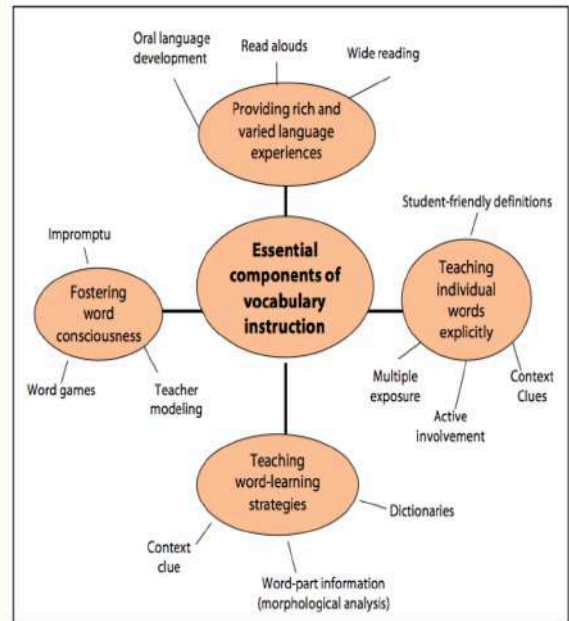 Oral language
development
Read alouds
Wide reading
Providing rich and
varied language
experiences
Student-friendly definitions
Impromptu
Essential
components of
vocabulary
instruction
Fostering
word
consciousness
Teaching
individual
words
explicitly
Word games
Teacher
modeling
Multiple
exposure
Active
involvement
Context
Clues
Teaching
word-learning
strategies
Dictionaries
Context
clue
Word-part information
(morphological analysis)